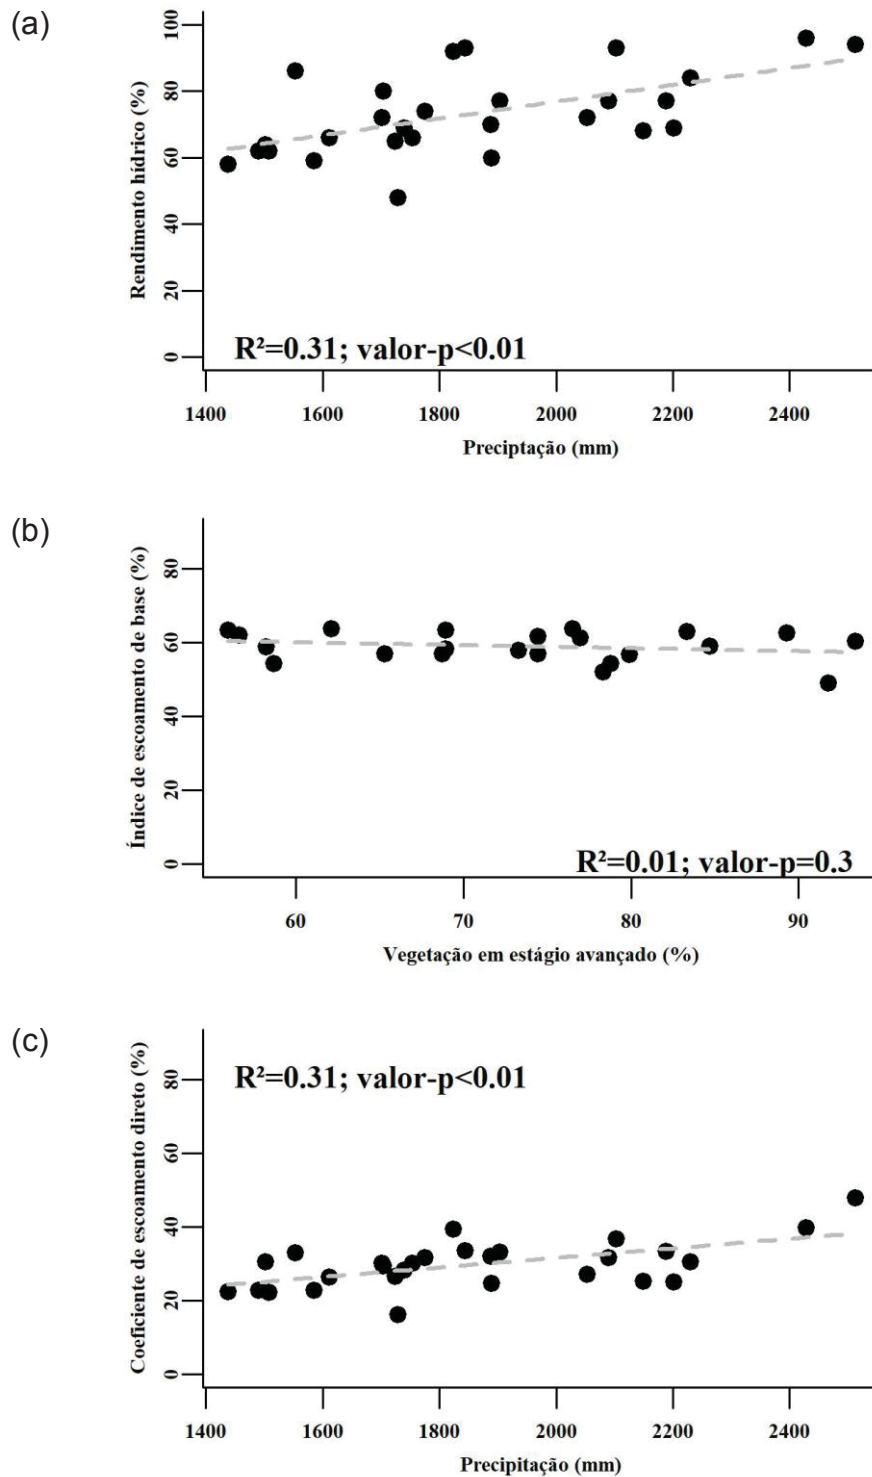 (a)
100
80
60
40
20
0
Rendimento hídrico (%)
R²=0.31; valor-p<0.01
1400 1600 1800 2000 2200 2400
Preciptação (mm)
(b)
80
60
40
20
0
Índice de escoamento de base (%)
R²=0.01; valor-p=0.3
60 70 80 90
Vegetação em estágio avançado (%)
(c)
R²=0.31; valor-p<0.01
80
60
40
20
0
Coeficiente de escoamento direto (%)
1400 1600 1800 2000 2200 2400
Precipitação (mm)